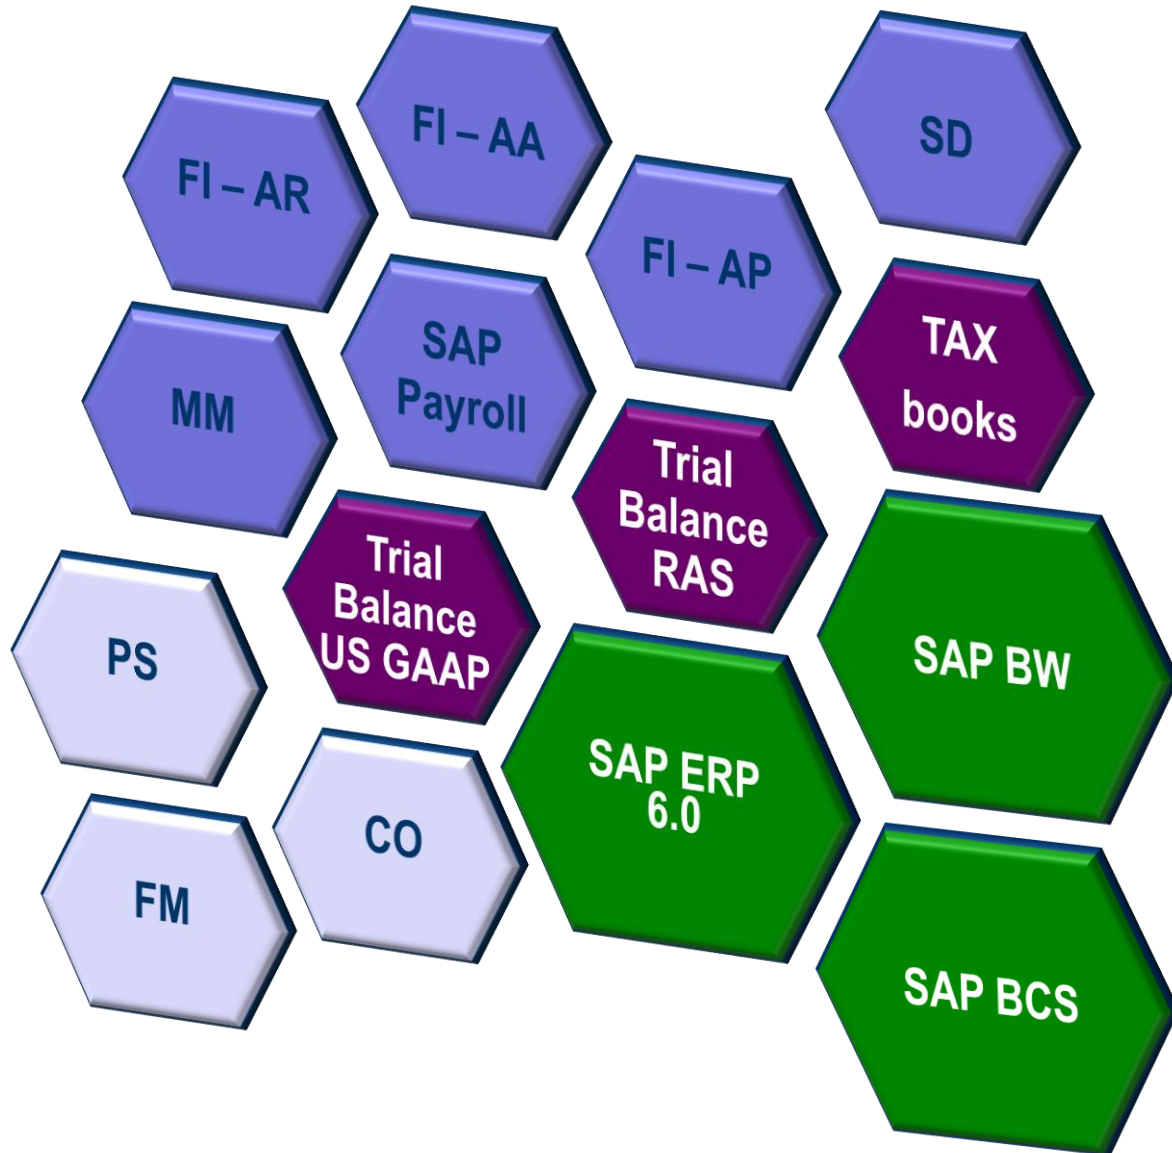 FI – AA
SD
FI – AR
FI – AP
SAP
Payroll
TAX
books
MM
Trial
Balance
RAS
Trial
Balance
US GAAP
PS
SAP BW
SAP ERP
6.0
CO
FM
SAP BCS